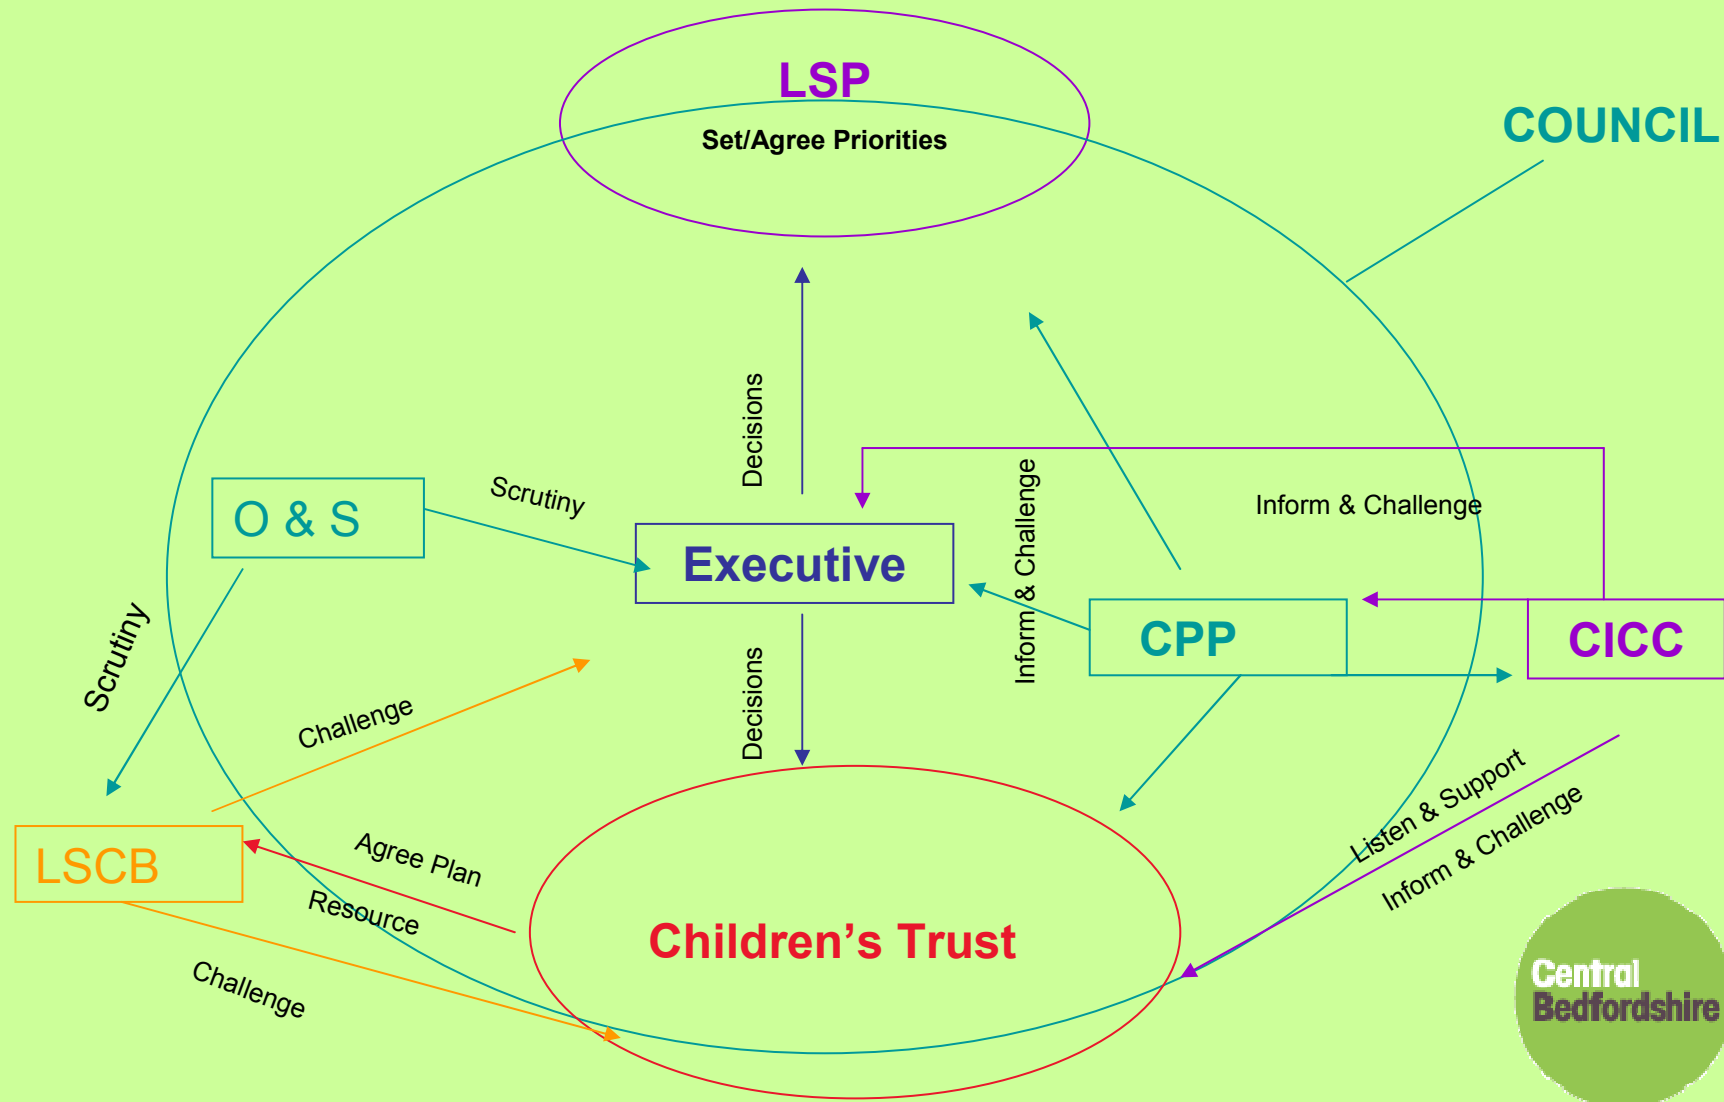 LSP
Set/Agree Priorities
COUNCIL
Decisions
Scrutiny
O & S
Inform & Challenge
Inform & Challenge
Executive
CPP
CICC
Scrutiny
Challenge
Decisions
Listen & Support
Inform & Challenge
LSCB
Agree Plan
Resource
Children’s Trust
Challenge
Central
Bedfordshire